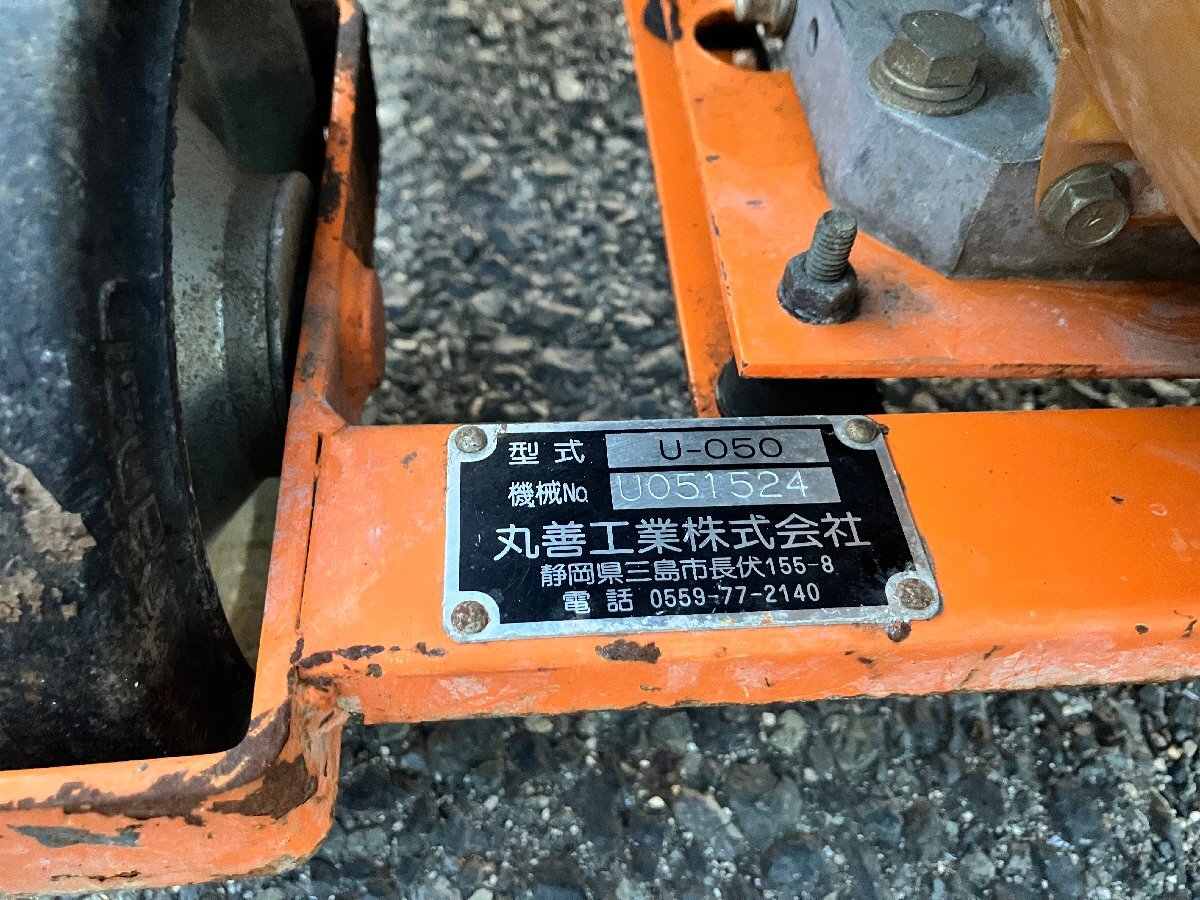 型式 U-050
機械No. U051524
丸善工業株式会社
静岡県三島市長伏155-8
電話 0559-77-2140